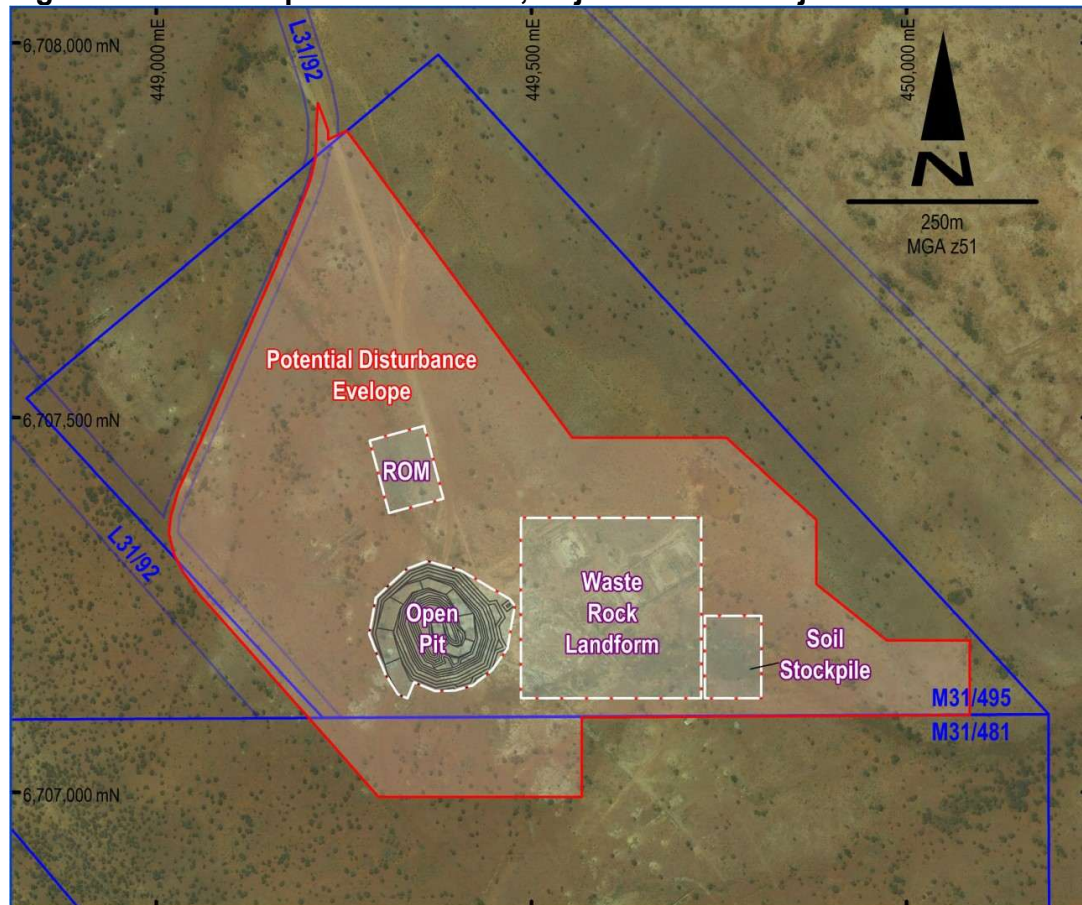 6,708,000 mN
449,000 mE
L31/92
449,500 mE
450,000 mE
N
250m
MGA z51
Potential Disturbance
Evelope
6,707,500 mN
ROM
L31/92
Open
Pit
Waste
Rock
Landform
Soil
Stockpile
M31/495
M31/481
6,707,000 mN